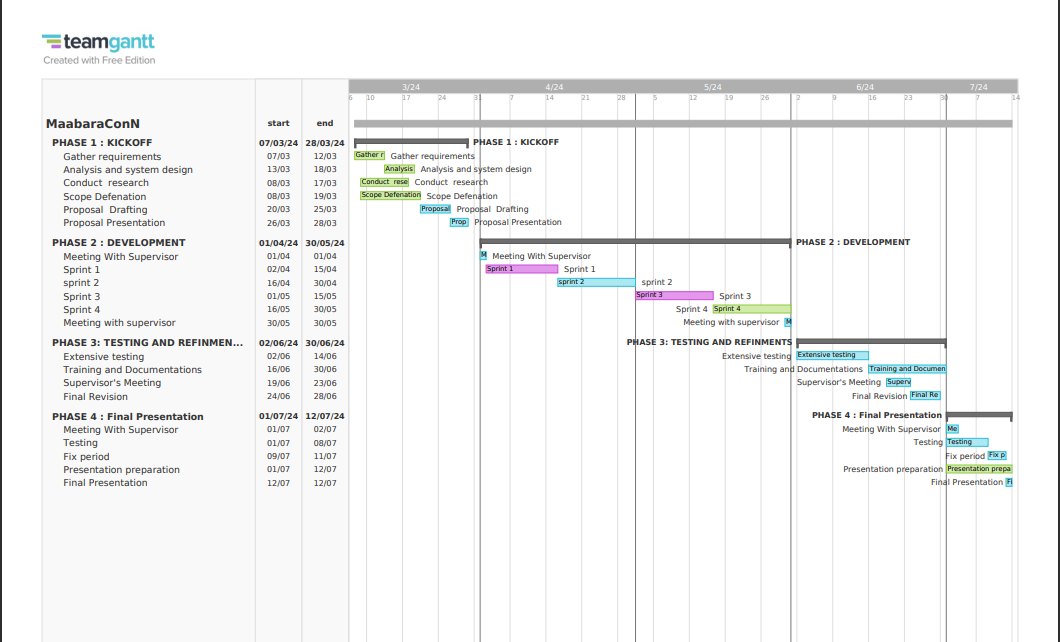 teamgantt
Created with Free Edition
3/24 4/24 5/24 6/24 7/24
6 10 17 24 31 7 14 21 28 5 12 19 26 2 9 16 23 30 7 14
MaabaraConN start end
PHASE 1 : KICKOFF 07/03/24 28/03/24 PHASE 1 : KICKOFF
Gather requirements 07/03 12/03 Gather r Gather requirements
Analysis and system design 13/03 18/03 Analysis Analysis and system design
Conduct  research 08/03 17/03 Conduct  rese Conduct  research
Scope Defenation 08/03 19/03 Scope Defenation Scope Defenation
Proposal  Drafting 20/03 25/03 Proposal Proposal  Drafting
Proposal Presentation 26/03 28/03 Prop Proposal Presentation
PHASE 2 : DEVELOPMENT 01/04/24 30/05/24 PHASE 2 : DEVELOPMENT
Meeting With Supervisor 01/04 01/04 M Meeting With Supervisor
Sprint 1 02/04 15/04 Sprint 1 Sprint 1
sprint 2 16/04 30/04 sprint 2 sprint 2
Sprint 3 01/05 15/05 Sprint 3 Sprint 3
Sprint 4 16/05 30/05 Sprint 4 Sprint 4
Meeting with supervisor 30/05 30/05 Meeting with supervisor M
PHASE 3: TESTING AND REFINMEN... 02/06/24 30/06/24 PHASE 3: TESTING AND REFINMENTS
Extensive testing 02/06 14/06 Extensive testing Extensive testing
Training and Documentations 16/06 30/06 Training and Documentations Training and Documen
Supervisor's Meeting 19/06 23/06 Supervisor's Meeting Superv
Final Revision 24/06 28/06 Final Revision Final Re
PHASE 4 : Final Presentation 01/07/24 12/07/24 PHASE 4 : Final Presentation
Meeting With Supervisor 01/07 02/07 Meeting With Supervisor Me
Testing 01/07 08/07 Testing Testing
Fix period 09/07 11/07 Fix period Fix p
Presentation preparation 01/07 12/07 Presentation preparation Presentation prepa
Final Presentation 12/07 12/07 Final Presentation Fi